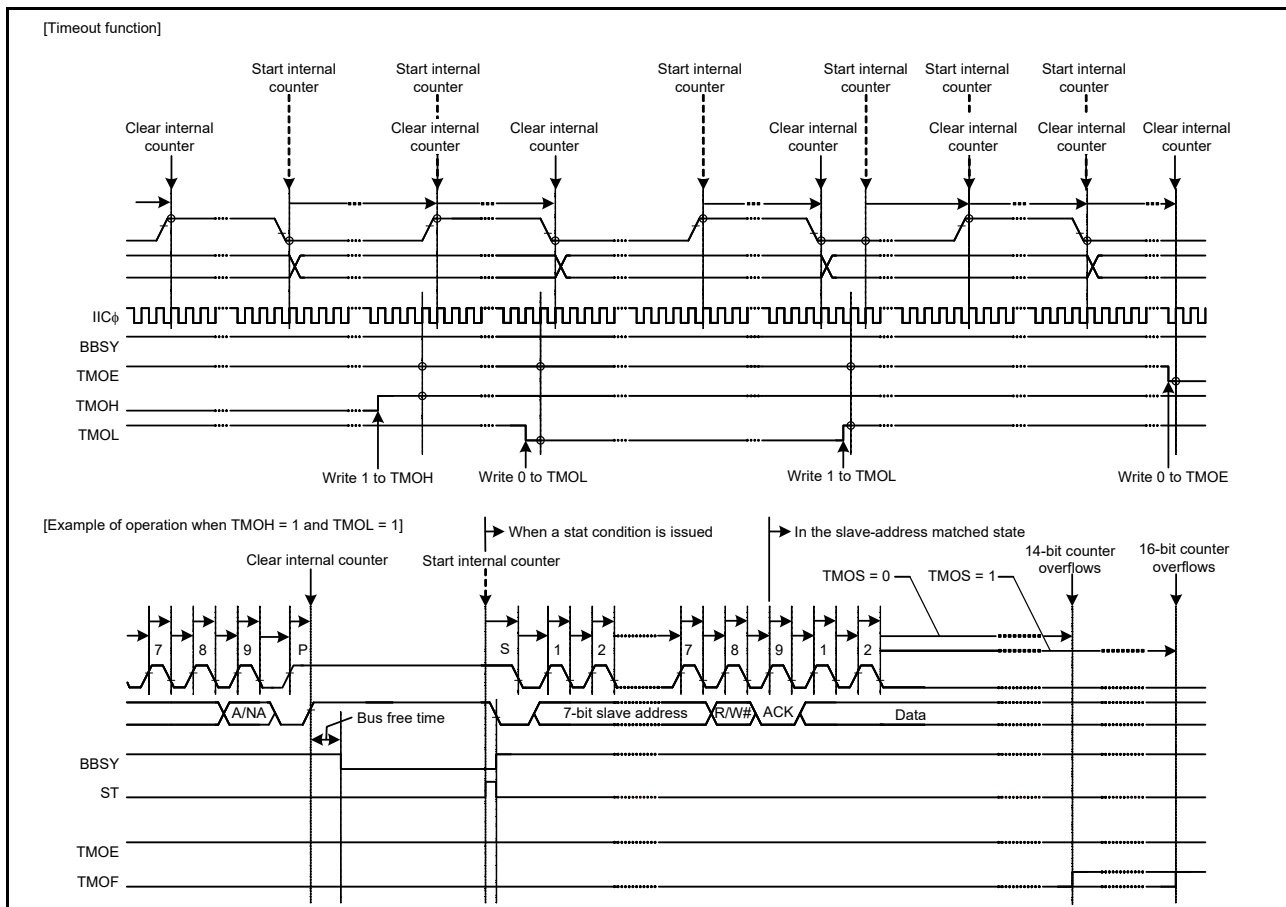 [Timeout function]
Start internal
counter
Start internal
counter
Start internal
counter
Start internal
counter
Start internal
counter
Start internal
counter
Clear internal
counter
Clear internal
counter
Clear internal
counter
Clear internal
counter
Clear internal
counter
Clear internal
counter
Clear internal
counter
IICφ
BBSY
TMOE
TMOH
TMOL
Write 1 to TMOH
Write 0 to TMOL
Write 1 to TMOL
Write 0 to TMOE
[Example of operation when TMOH = 1 and TMOL = 1]
When a stat condition is issued
In the slave-address matched state
Clear internal counter
Start internal counter
14-bit counter
overflows
16-bit counter
overflows
TMOS = 0
TMOS = 1
7 8 9 P S 1 2 7 8 9 1 2
A/NA
7-bit slave address
R/W#
ACK
Data
Bus free time
BBSY
ST
TMOE
TMOF